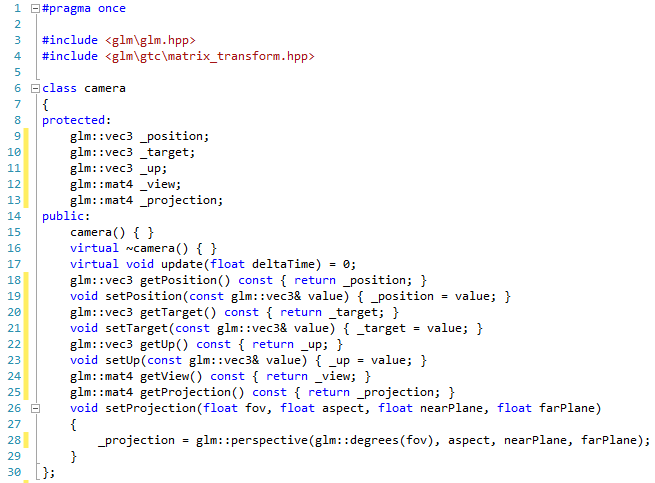 1 #pragma once
2
3 #include <glm\glm.hpp>
4 #include <glm\gtc\matrix_transform.hpp>
5
6 class camera
7 {
8 protected:
9     glm::vec3 _position;
10     glm::vec3 _target;
11     glm::vec3 _up;
12     glm::mat4 _view;
13     glm::mat4 _projection;
14 public:
15     camera() { }
16     virtual ~camera() { }
17     virtual void update(float deltaTime) = 0;
18     glm::vec3 getPosition() const { return _position; }
19     void setPosition(const glm::vec3& value) { _position = value; }
20     glm::vec3 getTarget() const { return _target; }
21     void setTarget(const glm::vec3& value) { _target = value; }
22     glm::vec3 getUp() const { return _up; }
23     void setUp(const glm::vec3& value) { _up = value; }
24     glm::mat4 getView() const { return _view; }
25     glm::mat4 getProjection() const { return _projection; }
26     void setProjection(float fov, float aspect, float nearPlane, float farPlane)
27     {
28         _projection = glm::perspective(glm::degrees(fov), aspect, nearPlane, farPlane);
29     }
30 };